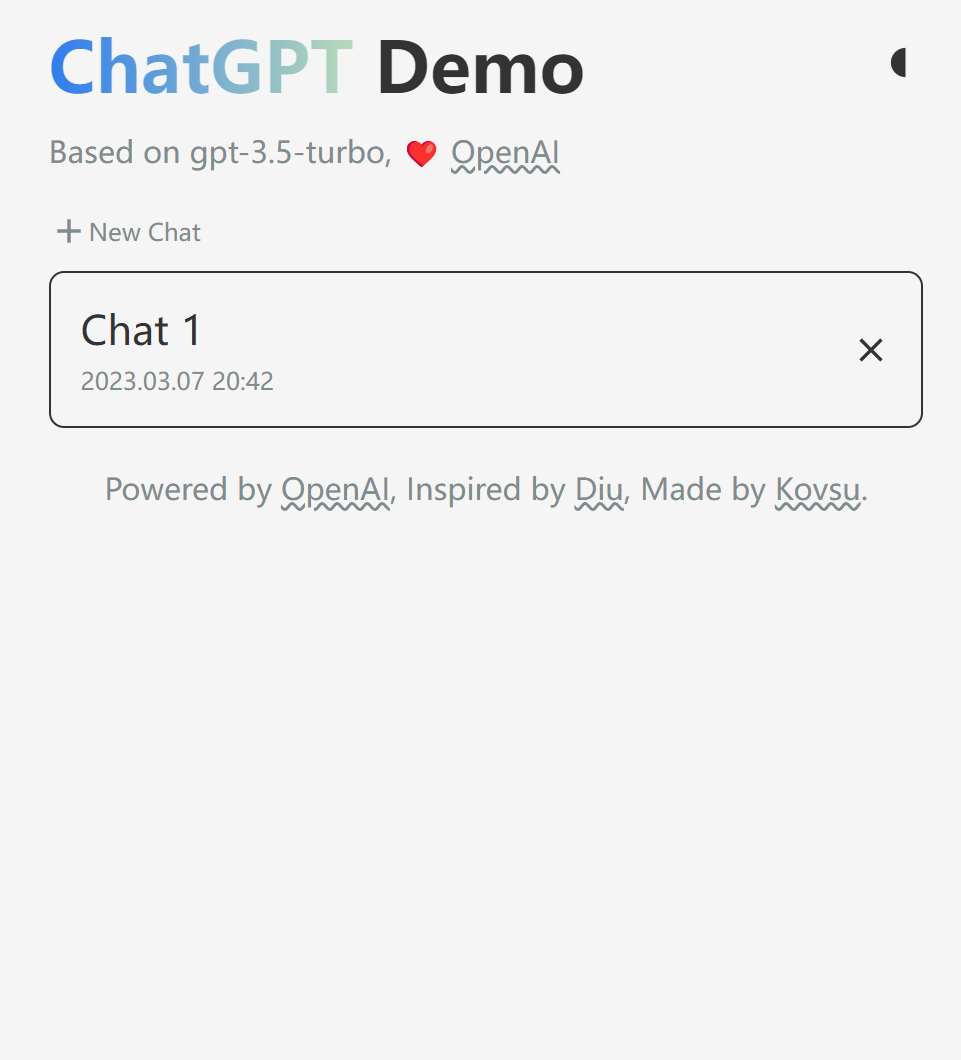 ChatGPT Demo
Based on gpt-3.5-turbo, ❤️ OpenAI
New Chat
Chat 1
2023.03.07 20:42
Powered by OpenAI, Inspired by Diu, Made by Kovsu.